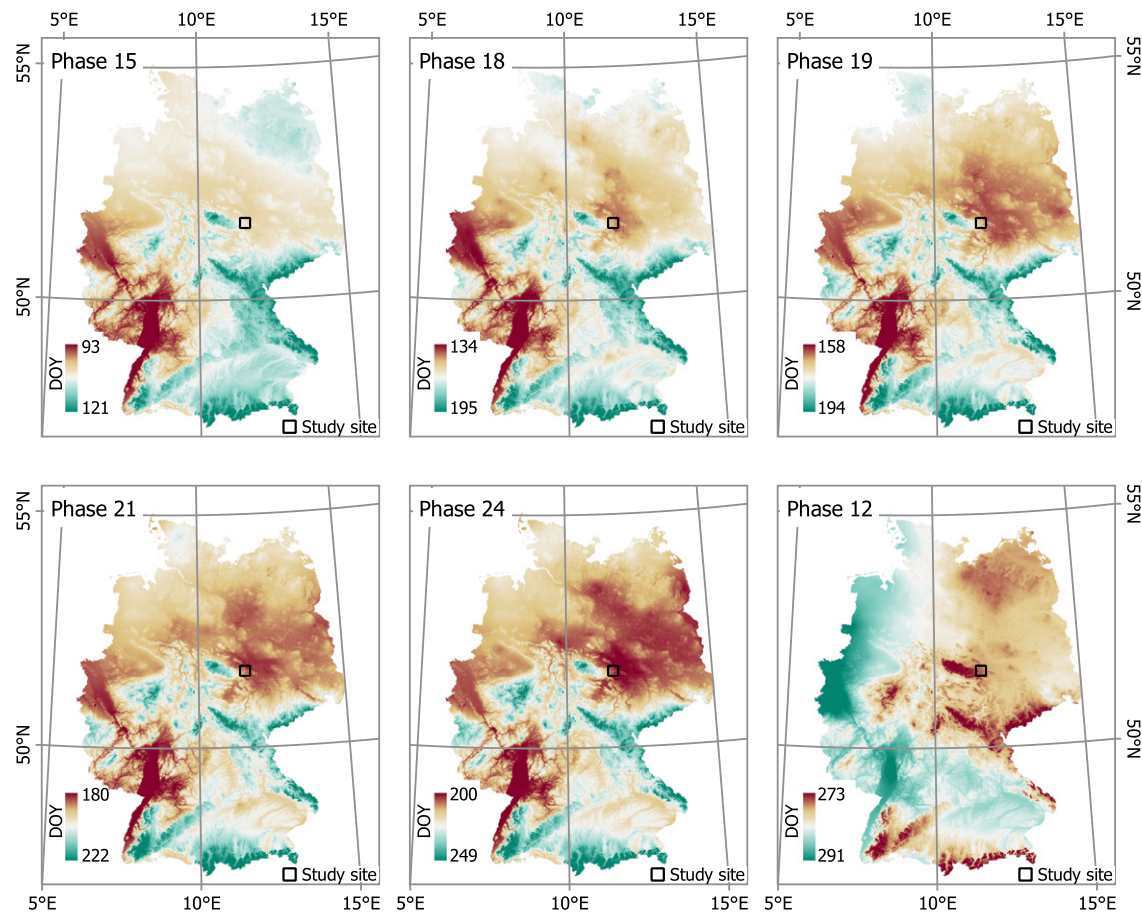 5°E 10°E 15°E 5°E 10°E 15°E 5°E 10°E 15°E
55°N Phase 15 Phase 18 Phase 19 55°N
50°N 50°N
DOY 93 121 DOY 134 195 DOY 158 194
Study site Study site Study site
10°E 10°E 10°E
55°N Phase 21 Phase 24 Phase 12 55°N
50°N 50°N
DOY 180 222 DOY 200 249 DOY 273 291
Study site Study site Study site
5°E 10°E 15°E 5°E 10°E 15°E 5°E 10°E 15°E